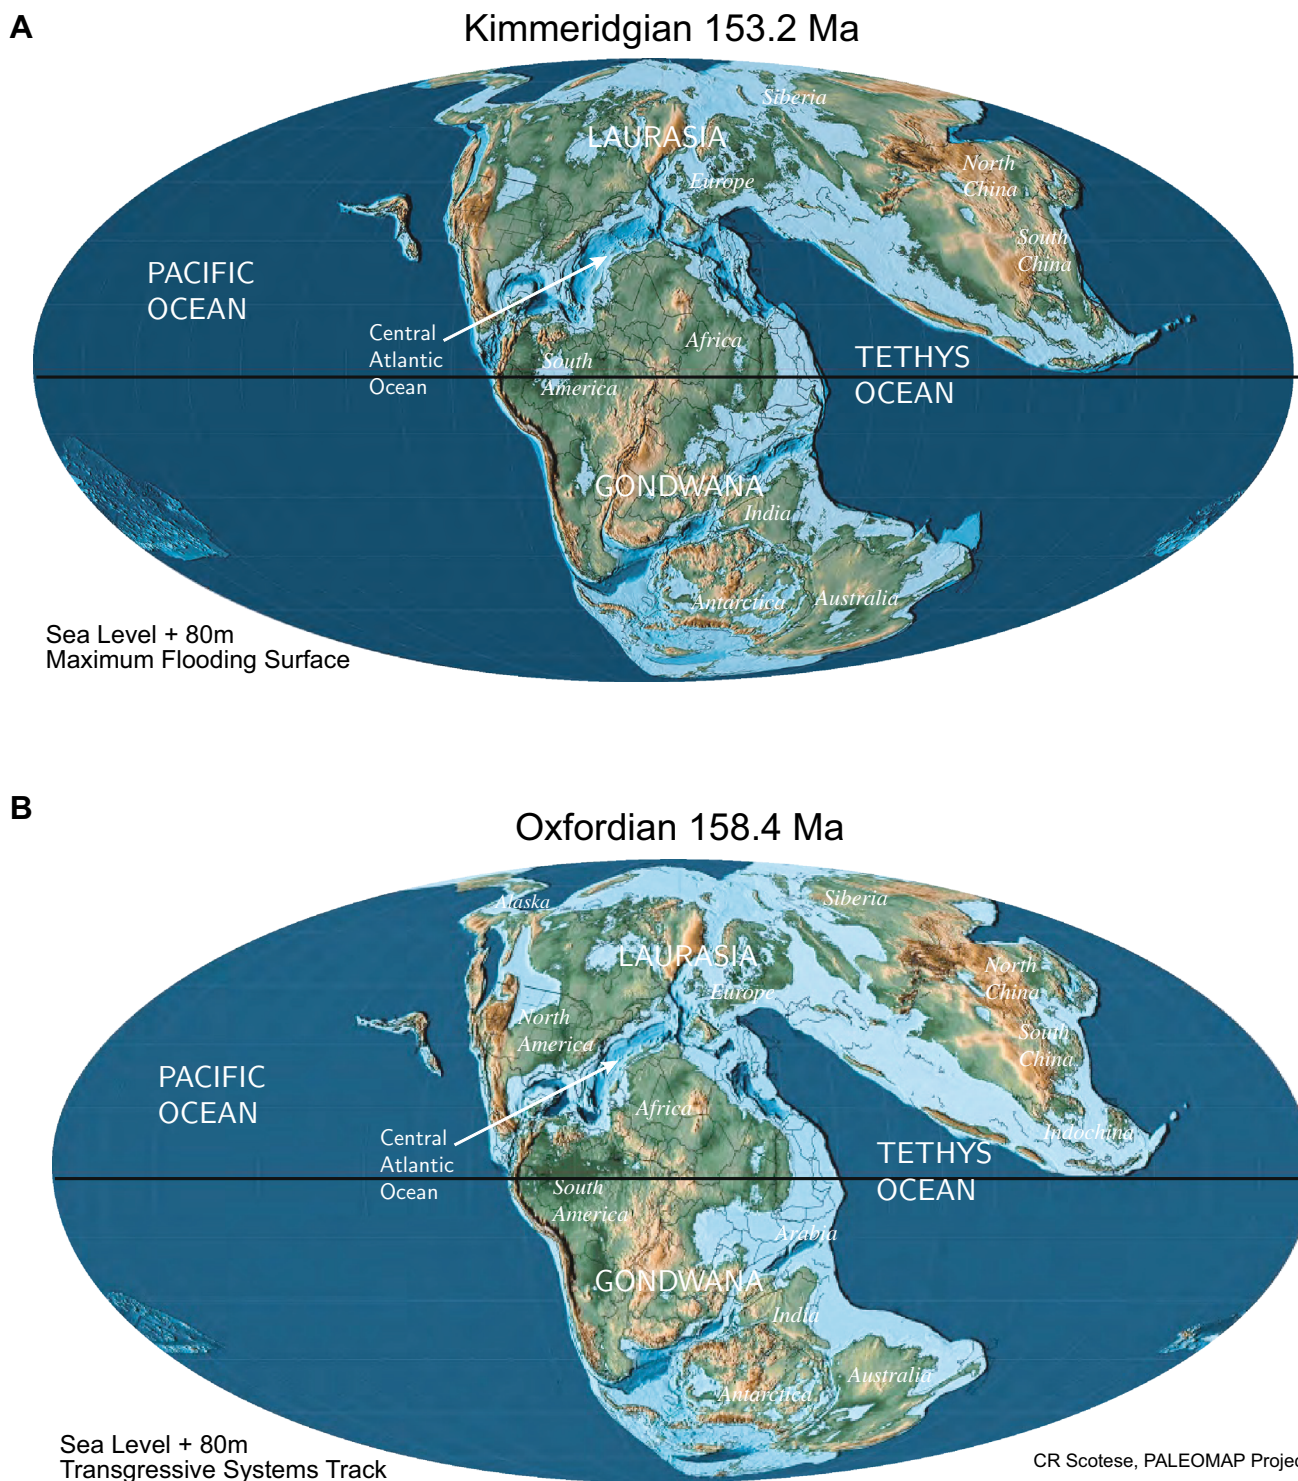 A
Kimmeridgian 153.2 Ma
Siberia
LAURASIA
North
China
Europe
South
China
PACIFIC
OCEAN
Central
Atlantic
Ocean
Africa
South
America
TETHYS
OCEAN
GONDWANA
India
Antarctica
Australia
Sea Level + 80m
Maximum Flooding Surface
B
Oxfordian 158.4 Ma
Alaska
Siberia
LAURASIA
North
China
Europe
North
America
South
China
PACIFIC
OCEAN
Africa
Central
Atlantic
Ocean
Indochina
TETHYS
OCEAN
South
America
Arabia
GONDWANA
India
Australia
Antarctica
Sea Level + 80m
Transgressive Systems Track
CR Scotese, PALEOMAP Projec